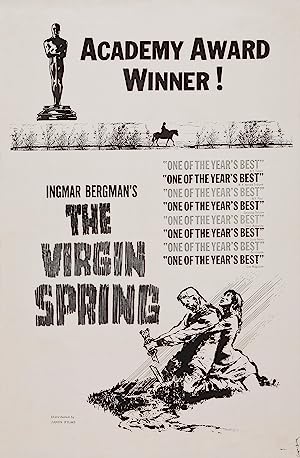 ACADEMY AWARD
WINNER!
"ONE OF THE YEAR'S BEST"
"ONE OF THE YEAR'S BEST"
"ONE OF THE YEAR'S BEST"
"ONE OF THE YEAR'S BEST"
"ONE OF THE YEAR'S BEST"
"ONE OF THE YEAR'S BEST"
"ONE OF THE YEAR'S BEST"
"ONE OF THE YEAR'S BEST"
INGMAR BERGMAN'S
THE
VIRGIN
SPRING
JANUS FILMS